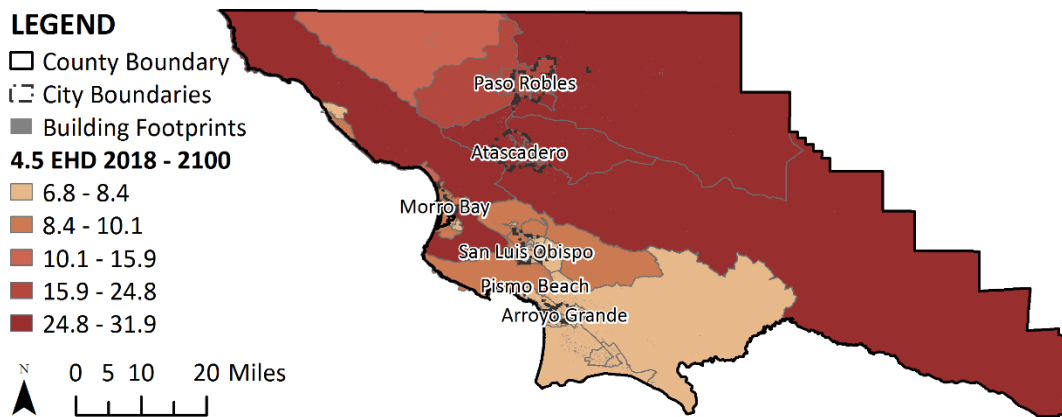 LEGEND
County Boundary
City Boundaries
Building Footprints
4.5 EHD 2018 - 2100
6.8 - 8.4
8.4 - 10.1
10.1 - 15.9
15.9 - 24.8
24.8 - 31.9
N
0 5 10 20 Miles
Paso Robles
Atascadero
Morro Bay
San Luis Obispo
Pismo Beach
Arroyo Grande